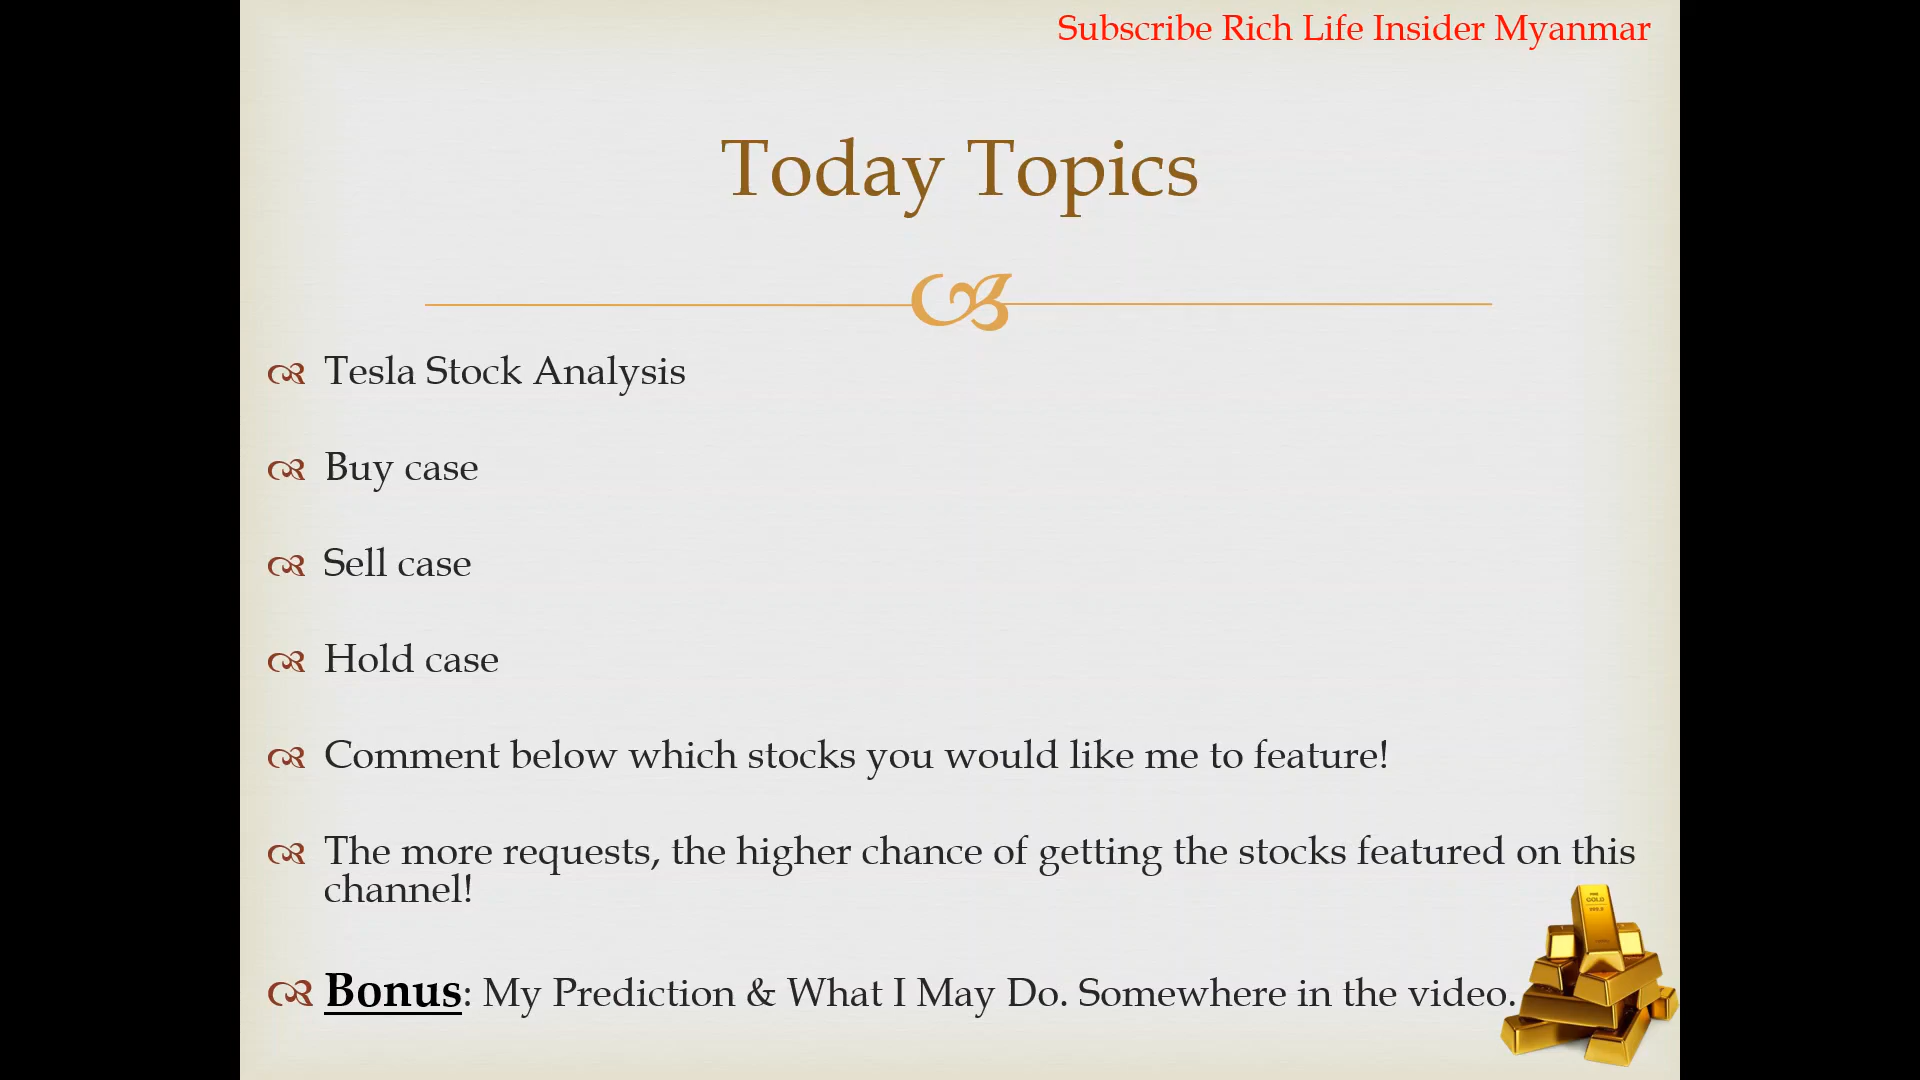 Subscribe Rich Life Insider Myanmar
Today Topics
Tesla Stock Analysis
Buy case
Sell case
Hold case
Comment below which stocks you would like me to feature!
The more requests, the higher chance of getting the stocks featured on this
channel!
Bonus: My Prediction & What I May Do. Somewhere in the video.
GOLD